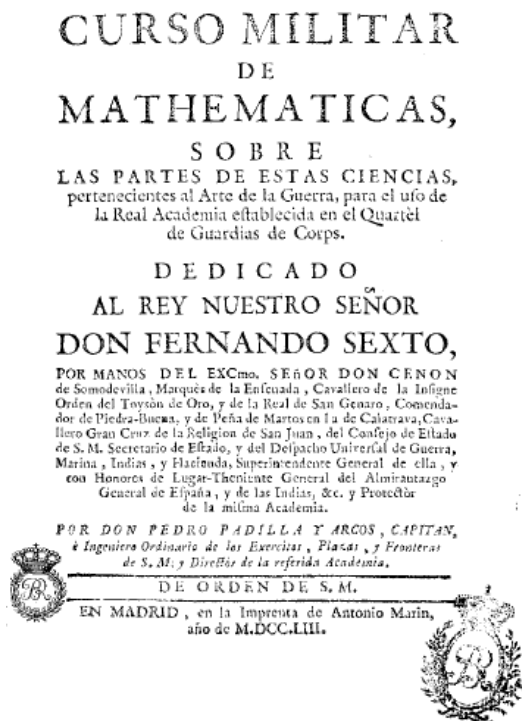 CURSO MILITAR
DE
MATHEMATICAS,
SOBRE
LAS PARTES DE ESTAS CIENCIAS,
pertenecientes al Arte de la Guerra, para el uſo de
la Real Academia eſtablecida en el Quartèl
de Guardias de Corps.
DEDICADO
AL REY NUESTRO SEÑOR
DON FERNANDO SEXTO,
POR MANOS DEL EXCmo. SEñOR DON CENON
de Somodevilla, Marquès de la Enſenada, Cavallero de la Inſigne
Orden del Toysòn de Oro, y de la Real de San Genaro, Comenda-
dor de Piedra-Buena, y de Peña de Martos en la de Calatrava, Cava-
llero Gran Cruz de la Religion de San Juan, del Conſejo de Eſtado
de S. M. Secretario de Eſtado, y del Deſpacho Univerſal de Guerra,
Marina, Indias, y Hacienda, Superintendente General de ella, y
con Honores de Lugar-Theniente General del Almirantazgo
General de Eſpaña, y de las Indias, &c. y Protectòr
de la miſma Academia.
POR DON PEDRO PADILLA Y ARCOS, CAPITAN,
è Ingeniero Ordinario de los Exercitos, Plazas, y Fronteras
de S. M. y Directòr de la referida Academia.
DE ORDEN DE S. M.
EN MADRID, en la Imprenta de Antonio Marin,
año de M.DCC.LIII.